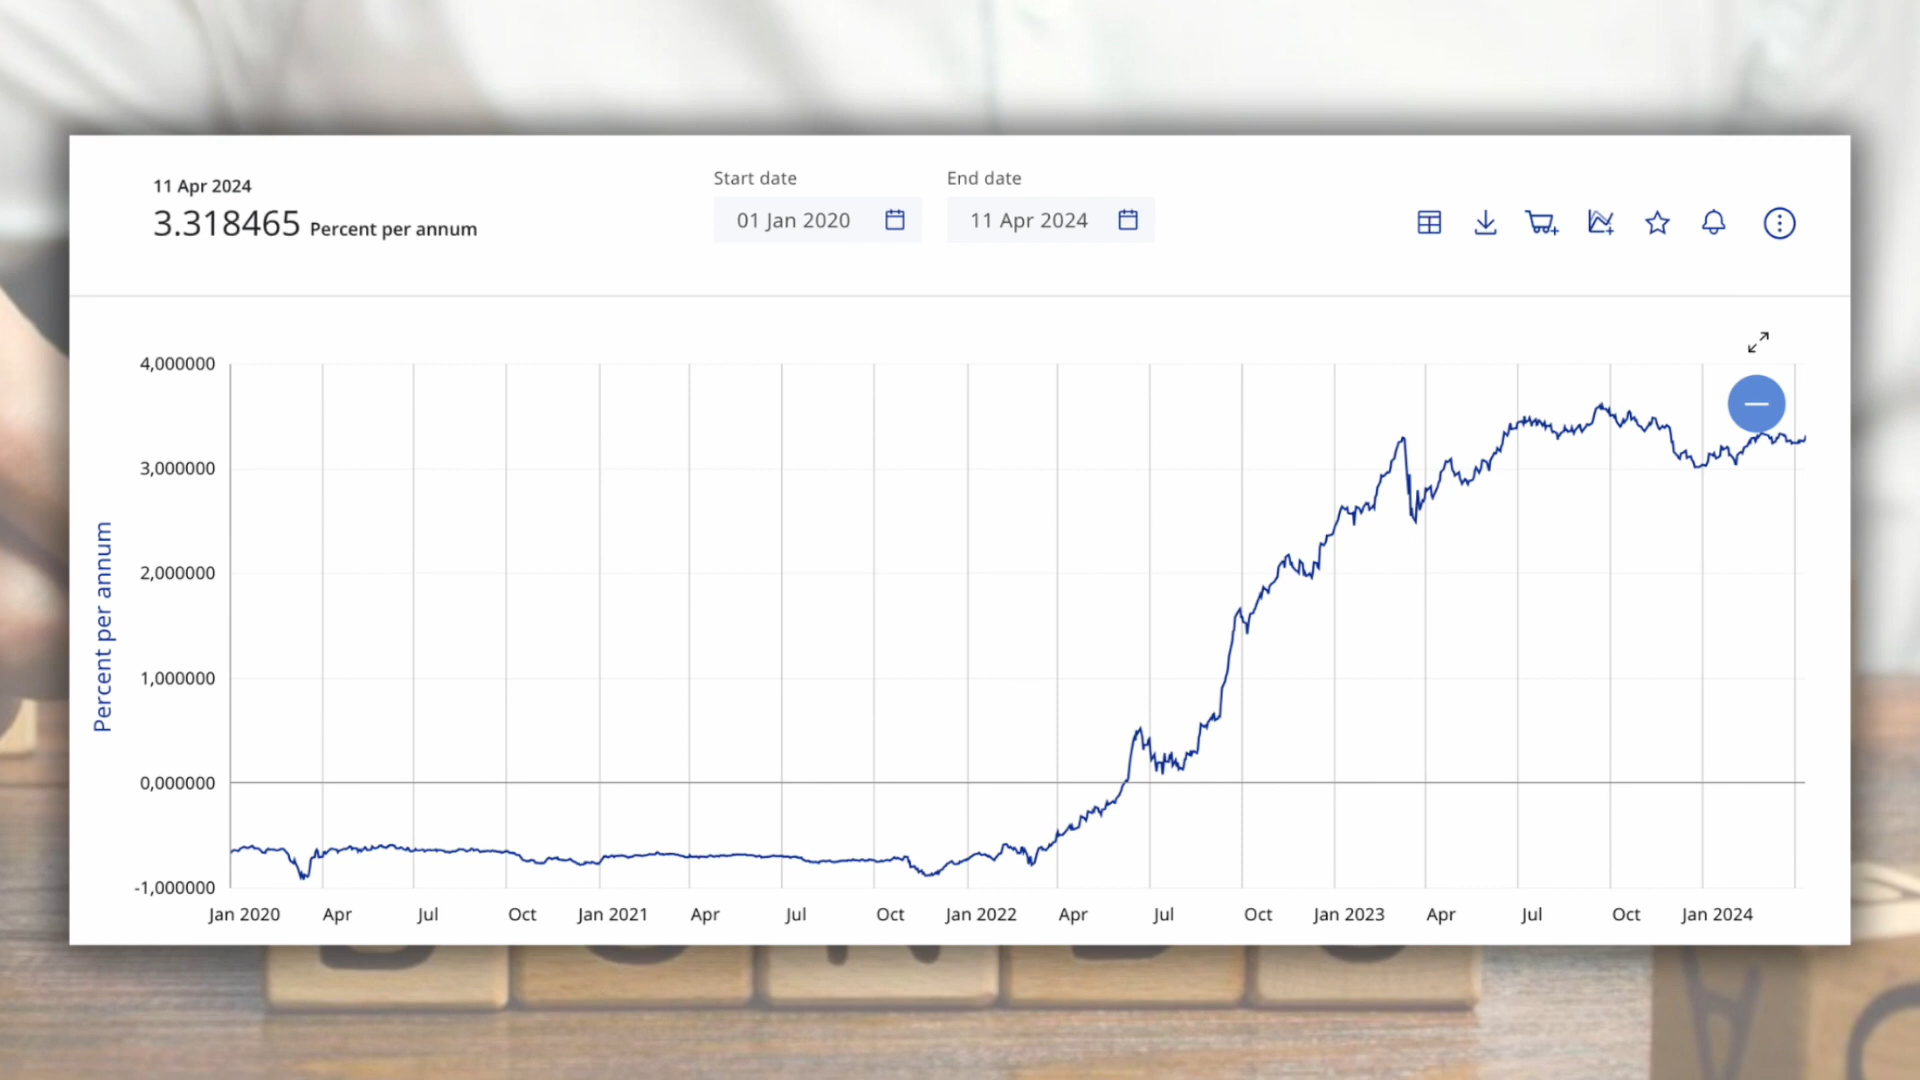 11 Apr 2024
3.318465 Percent per annum
Start date
End date
01 Jan 2020
11 Apr 2024
4,000000
3,000000
2,000000
1,000000
0,000000
-1,000000
Percent per annum
Jan 2020 Apr Jul Oct Jan 2021 Apr Jul Oct Jan 2022 Apr Jul Oct Jan 2023 Apr Jul Oct Jan 2024